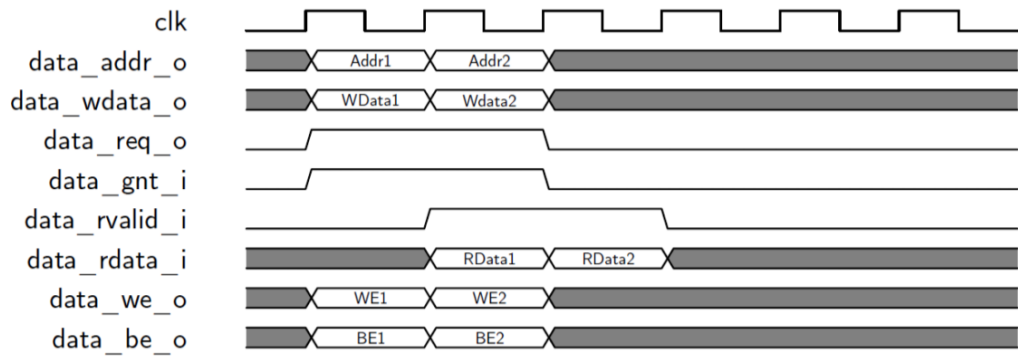 clk
data_addr_o Addr1 Addr2
data_wdata_o WData1 Wdata2
data_req_o
data_gnt_i
data_rvalid_i
data_rdata_i RData1 RData2
data_we_o WE1 WE2
data_be_o BE1 BE2